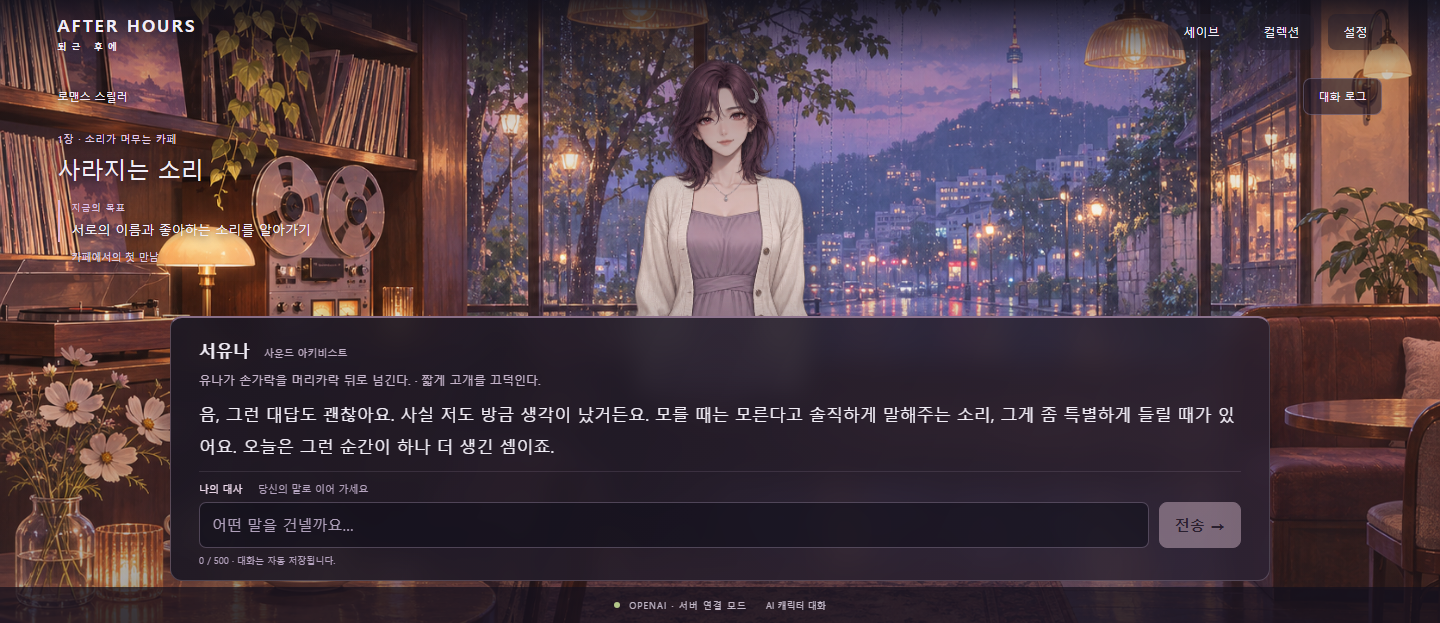 AFTER HOURS
퇴근 후에
세이브
컬렉션
설정
로맨스 스릴러
대화 로그
1장 · 소리가 머무는 카페
사라지는 소리
지금의 목표
서로의 이름과 좋아하는 소리를 알아가기
카페에서의 첫 만남
서유나 사운드 아키비스트
유나가 손가락을 머리카락 뒤로 넘긴다. · 짧게 고개를 끄덕인다.
음, 그런 대답도 괜찮아요. 사실 저도 방금 생각이 났거든요. 모를 때는 모른다고 솔직하게 말해주는 소리, 그게 좀 특별하게 들릴 때가 있
어요. 오늘은 그런 순간이 하나 더 생긴 셈이죠.
나의 대사 당신의 말로 이어 가세요
어떤 말을 건넬까요…
전송 →
0 / 500 · 대화는 자동 저장됩니다.
OPENAI · 서버 연결 모드 AI 캐릭터 대화